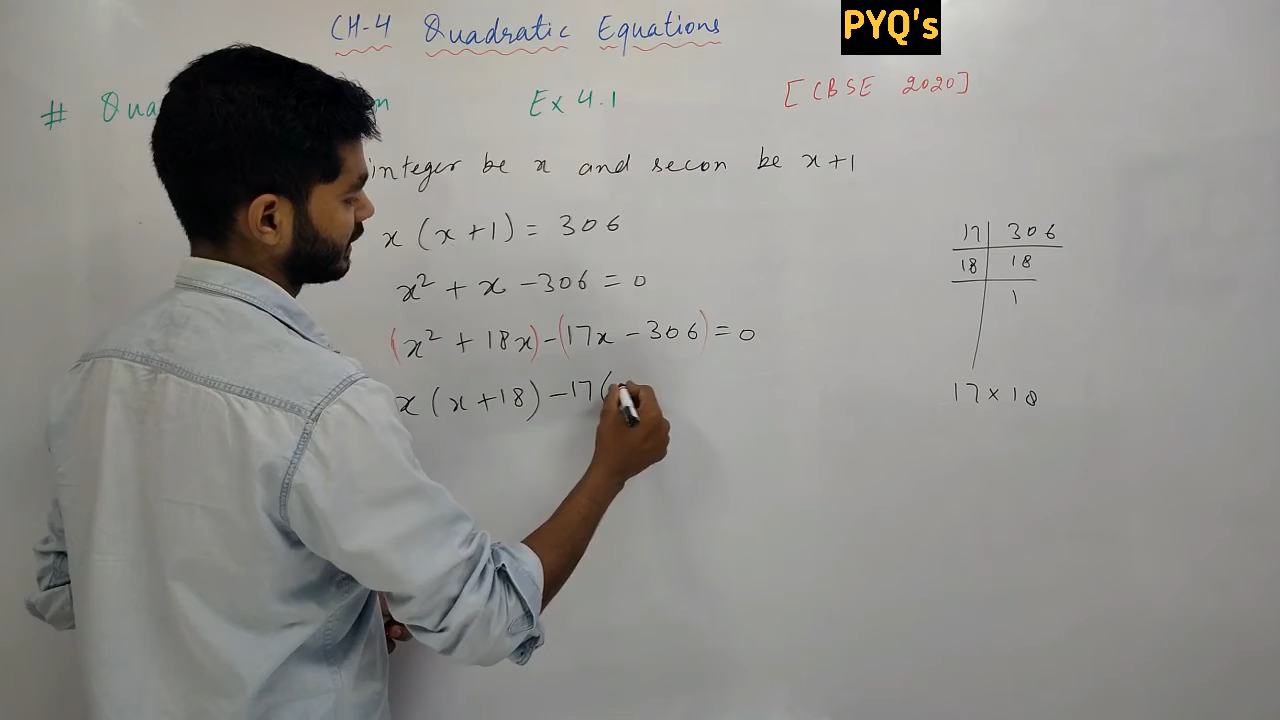 CH-4 Quadratic Equations
PYQ's
# Ex 4.1 [CBSE 2020]
integer be x and secon be x+1
x (x+1) = 306
x² + x - 306 = 0
(x² + 18x) - (17x - 306) = 0
x (x+18) - 17(
17 | 306
18 | 18
1
17 × 18